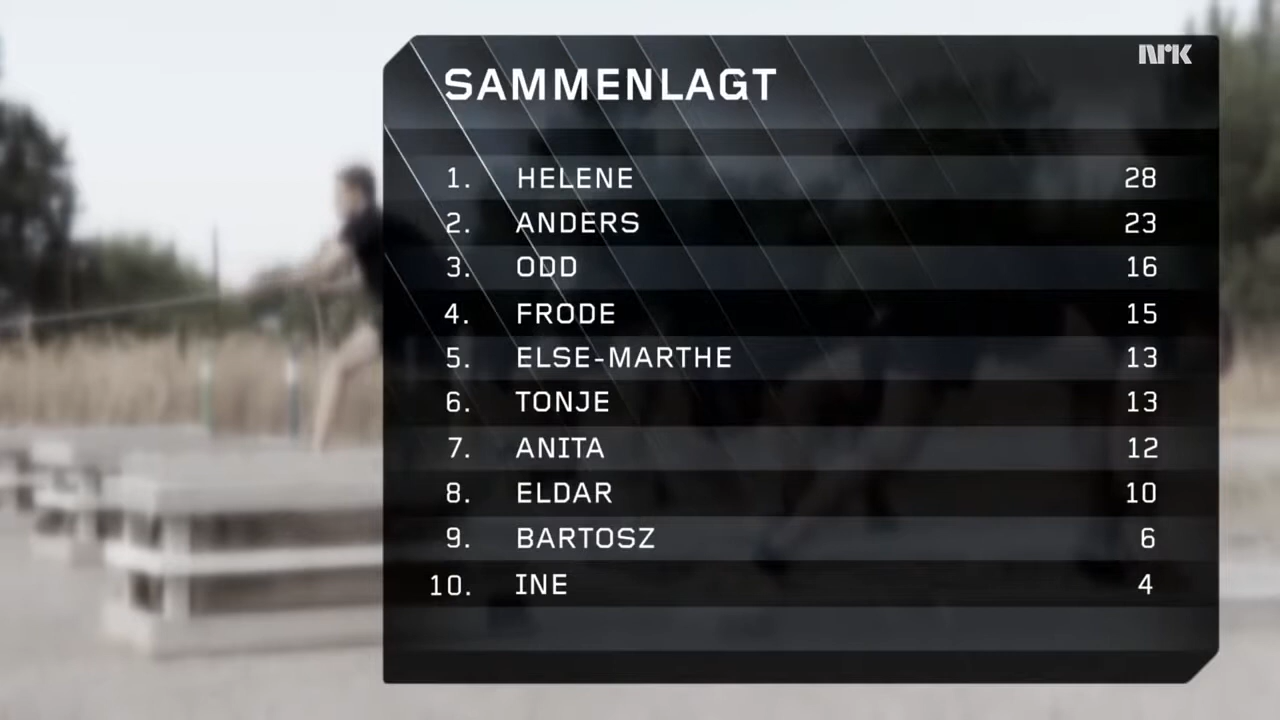 NRK
SAMMENLAGT
1. HELENE 28
2. ANDERS 23
3. ODD 16
4. FRODE 15
5. ELSE-MARTHE 13
6. TONJE 13
7. ANITA 12
8. ELDAR 10
9. BARTOSZ 6
10. INE 4